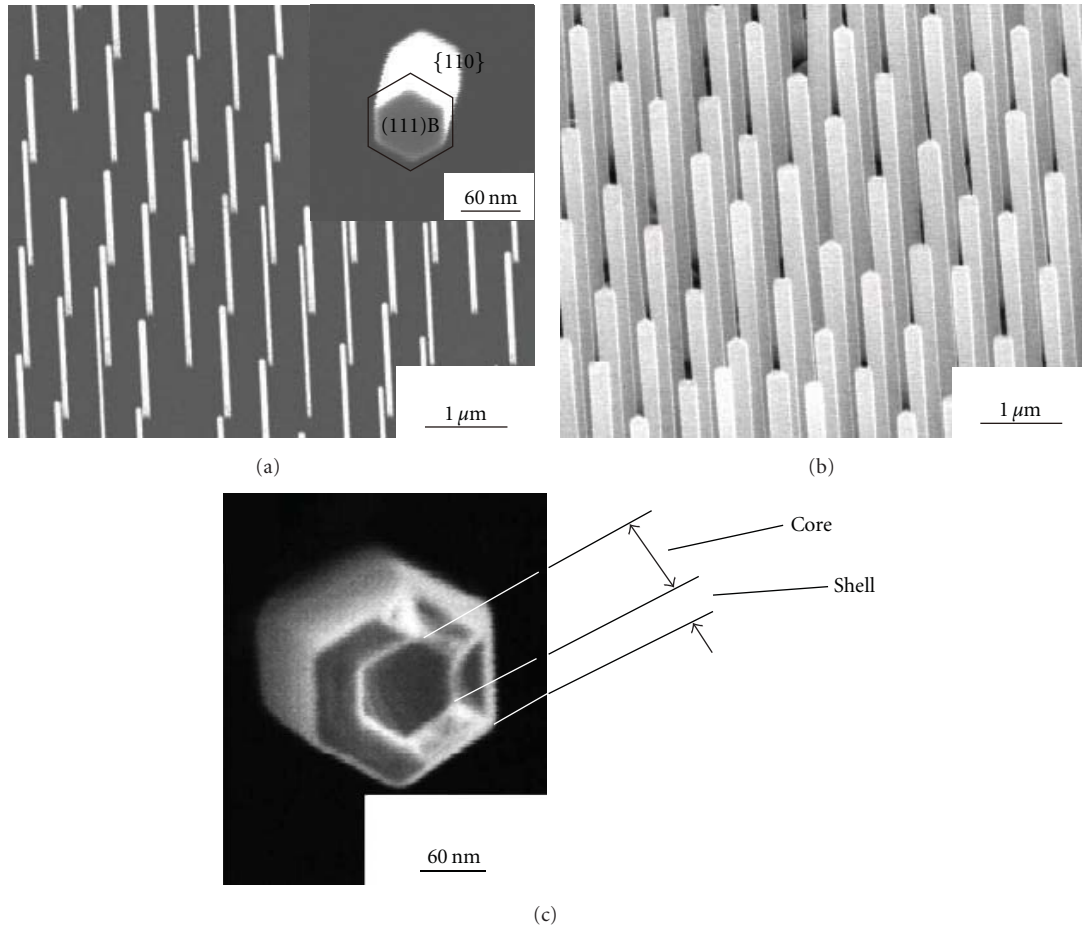 {110}
(111)B
60 nm
1 μm
(a)
1 μm
(b)
Core
Shell
60 nm
(c)